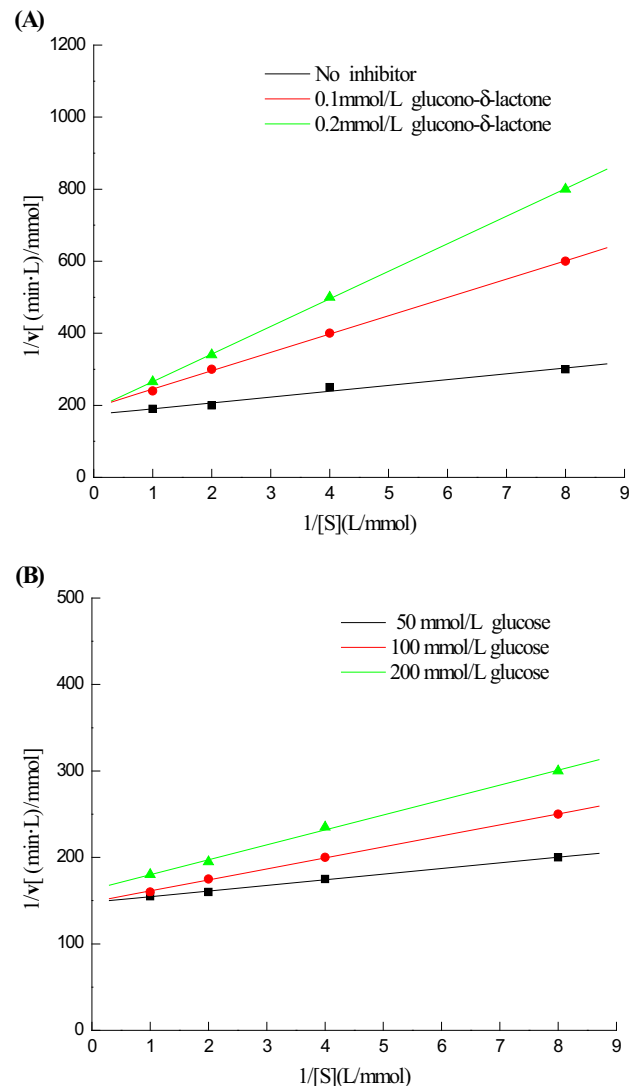 (A)
1200
1000
800
600
400
200
0
No inhibitor
0.1mmol/L glucono-δ-lactone
0.2mmol/L glucono-δ-lactone
1/v[ (min·L)/mmol]
0 1 2 3 4 5 6 7 8 9
1/[S](L/mmol)
(B)
500
400
300
200
100
0
50 mmol/L glucose
100 mmol/L glucose
200 mmol/L glucose
1/v[ (min·L)/mmol]
0 1 2 3 4 5 6 7 8 9
1/[S](L/mmol)